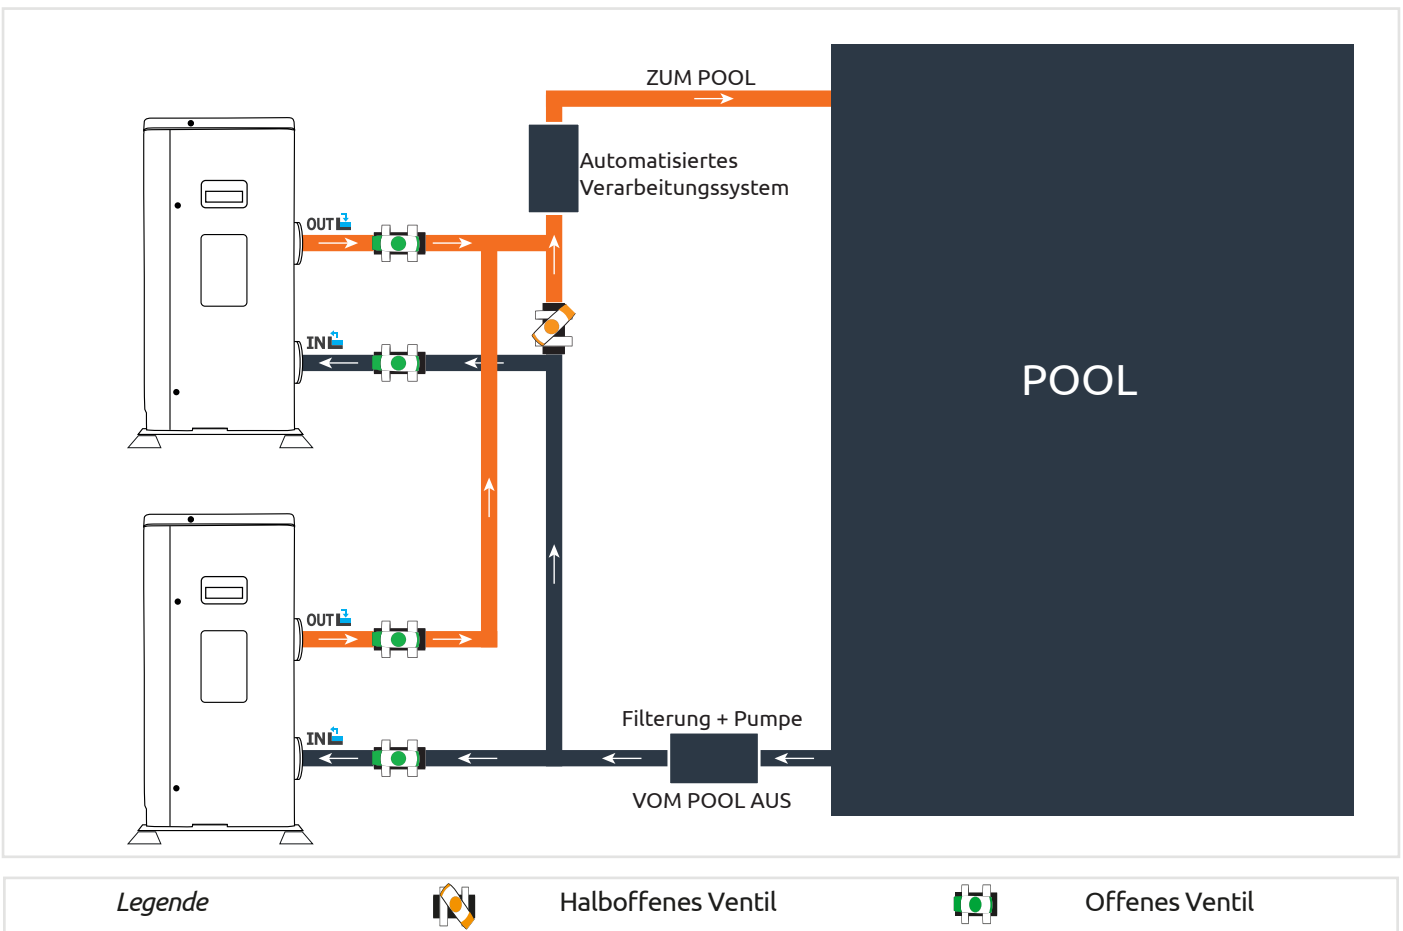 ZUM POOL
Automatisiertes
Verarbeitungssystem
OUT
IN
POOL
OUT
Filterung + Pumpe
IN
VOM POOL AUS
Legende
Halboffenes Ventil
Offenes Ventil